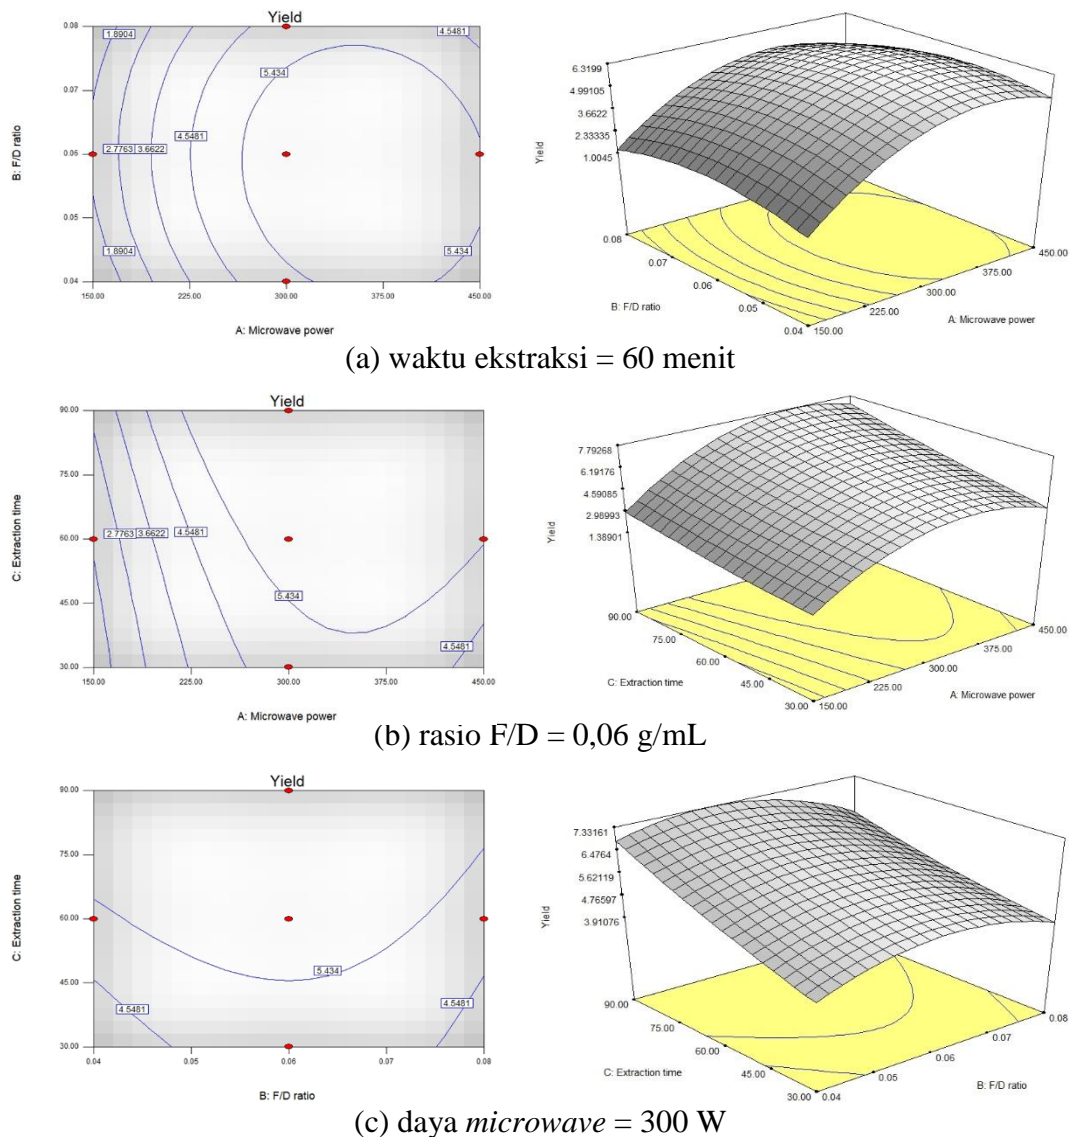 Yield
0.08
0.07
0.06
0.05
0.04
150.00 225.00 300.00 375.00 450.00
B: F/D ratio
A: Microwave power
1.8904
4.5481
5.434
4.5481
2.7763 3.6622
1.8904
5.434
6.3199
4.99105
3.6622
2.33335
1.0045
Yield
0.08
0.07
0.06
0.05
0.04
150.00
225.00
300.00
375.00
450.00
B: F/D ratio
A: Microwave power
(a) waktu ekstraksi = 60 menit
Yield
90.00
75.00
60.00
45.00
30.00
150.00 225.00 300.00 375.00 450.00
C: Extraction time
A: Microwave power
2.7763 3.6622 4.5481
5.434
4.5481
7.79268
6.19176
4.59085
2.98993
1.38901
Yield
90.00
75.00
60.00
45.00
30.00
150.00
225.00
300.00
375.00
450.00
C: Extraction time
A: Microwave power
(b) rasio F/D = 0,06 g/mL
Yield
90.00
75.00
60.00
45.00
30.00
0.04 0.05 0.06 0.07 0.08
C: Extraction time
B: F/D ratio
5.434
4.5481
4.5481
7.33161
6.4764
5.62119
4.76597
3.91076
Yield
90.00
75.00
60.00
45.00
30.00
0.04
0.05
0.06
0.07
0.08
C: Extraction time
B: F/D ratio
(c) daya microwave = 300 W